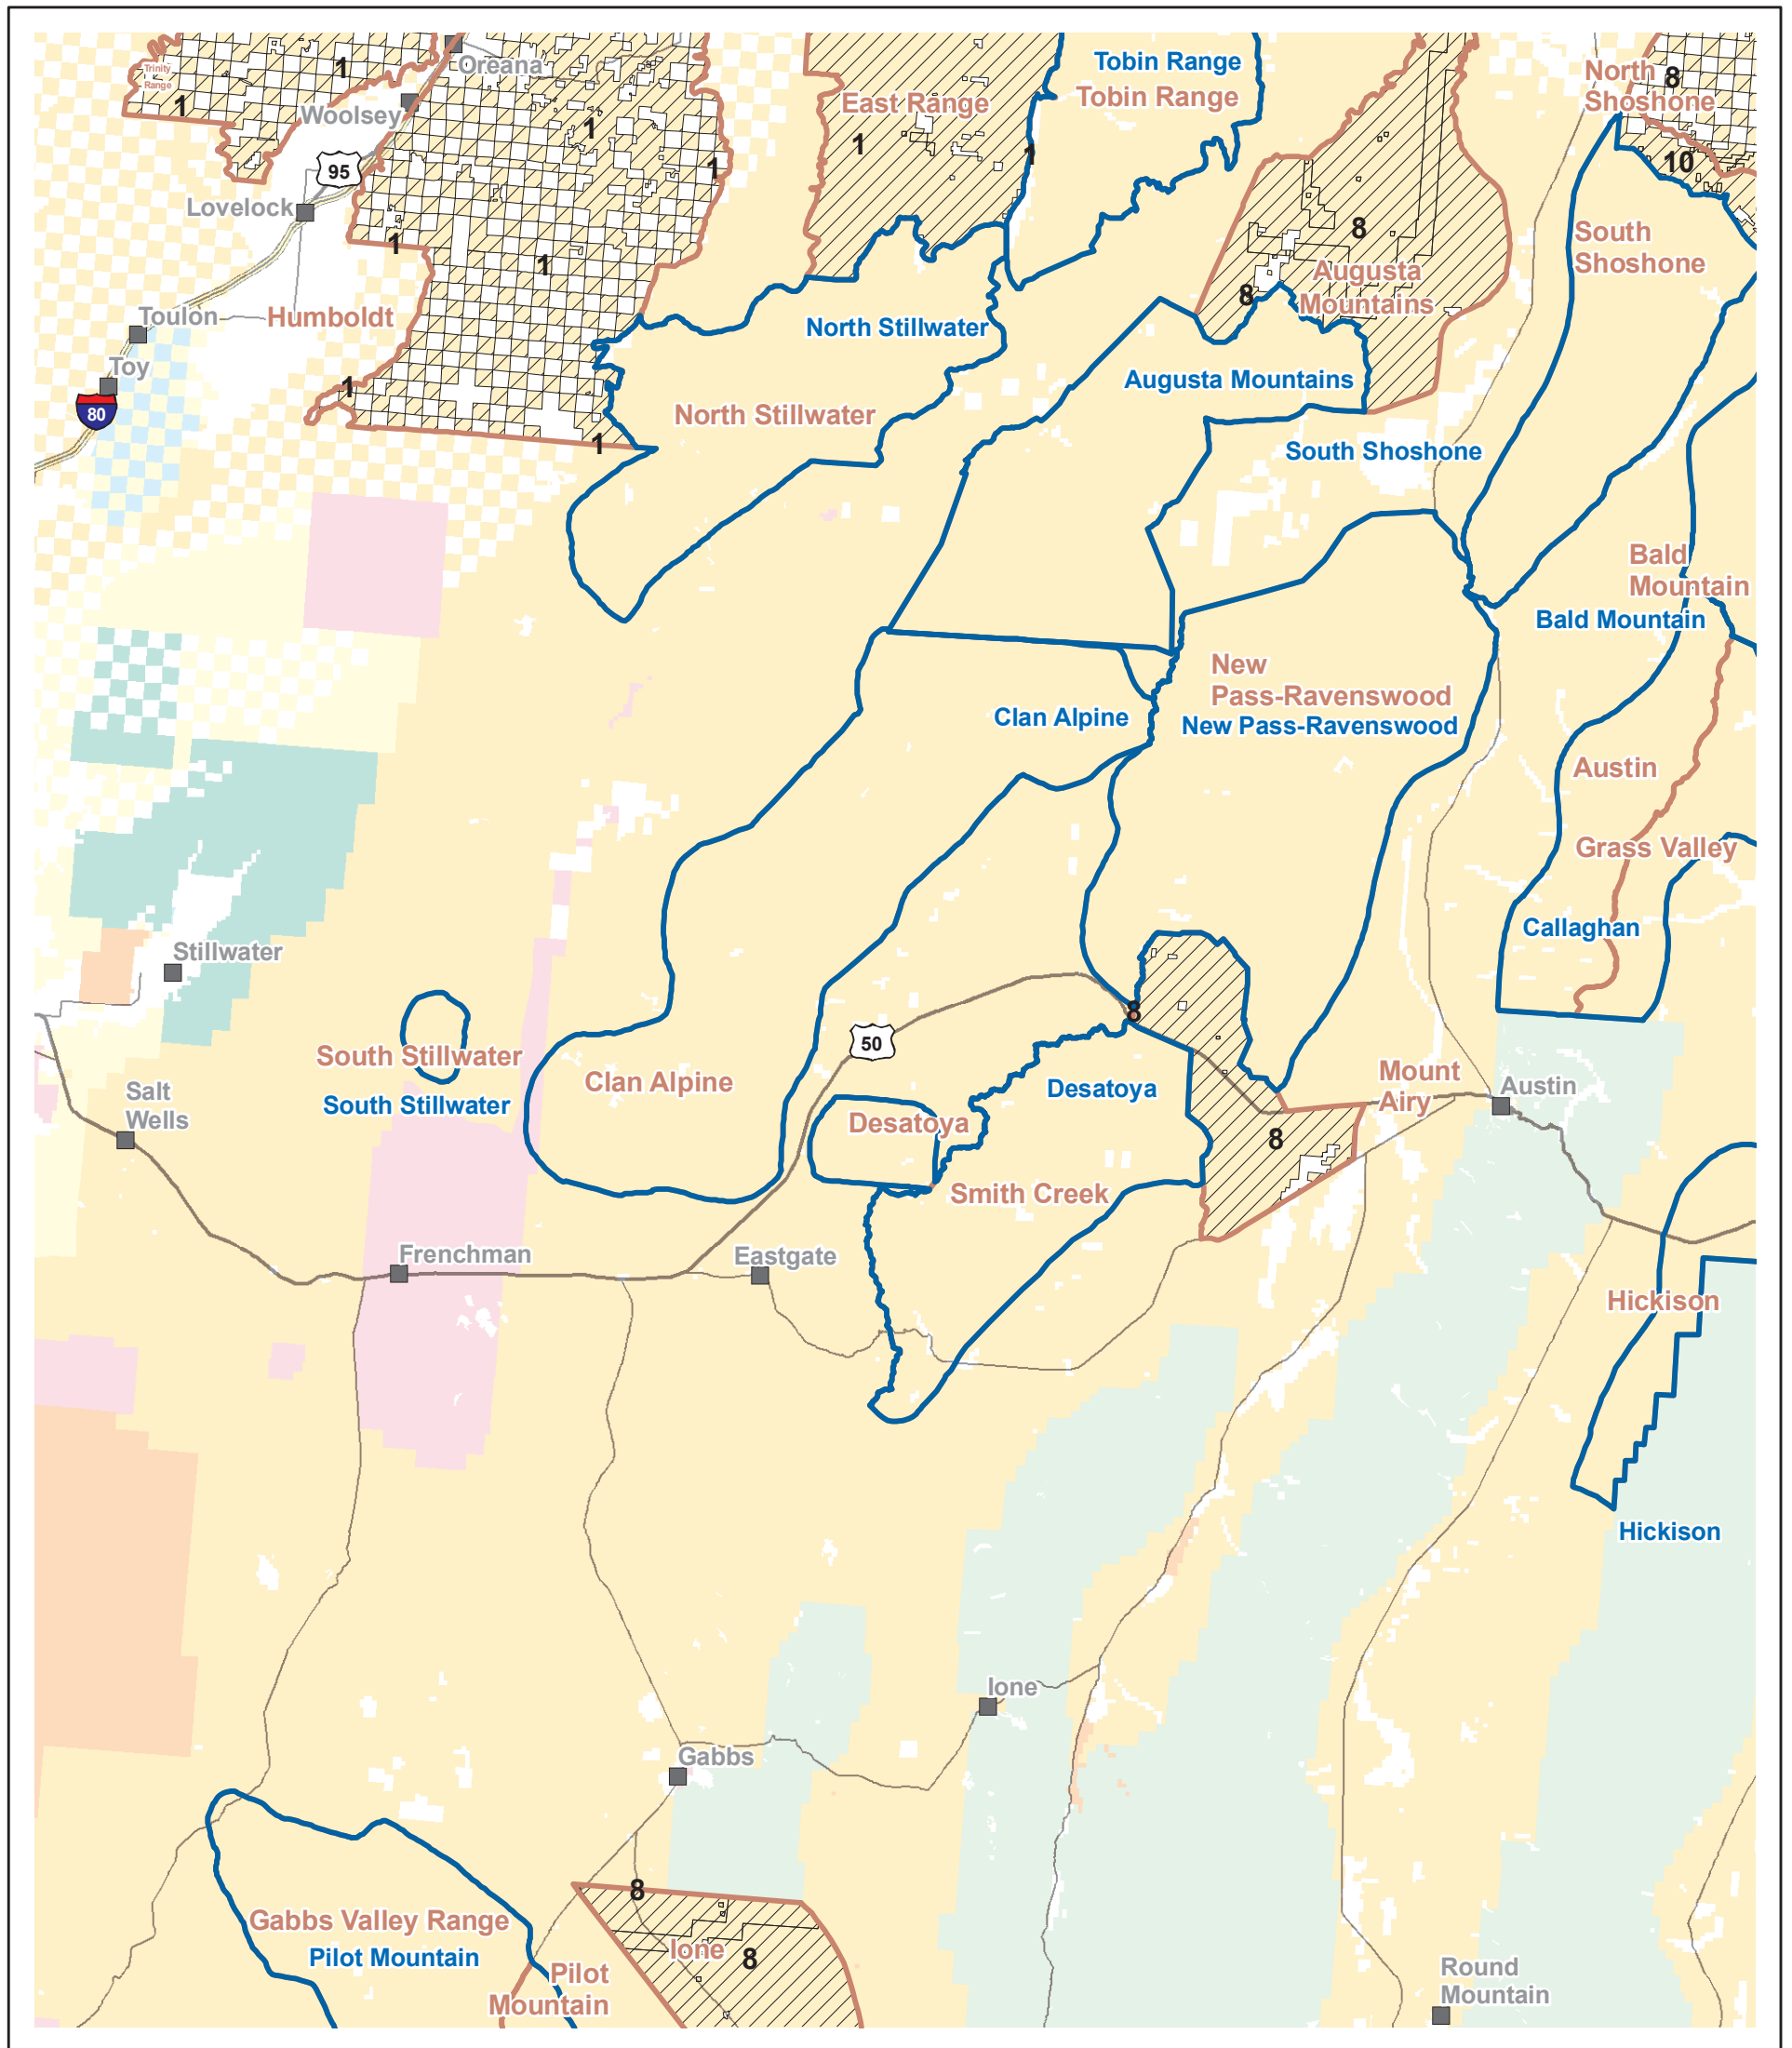 Oreana
Tobin Range
Tobin Range
Trinity
Range
1
1
Woolsey
1
East Range
1
1
1
North
Shoshone
8
10
95
Lovelock
1
1
8
South
Shoshone
Augusta
Mountains
8
Toulon
Humboldt
North Stillwater
Toy
80
1
Augusta Mountains
North Stillwater
1
South Shoshone
Bald
Mountain
Bald Mountain
New
Pass-Ravenswood
New Pass-Ravenswood
Clan Alpine
Austin
Grass Valley
Callaghan
Stillwater
8
50
South Stillwater
South Stillwater
Clan Alpine
Desatoya
Mount
Airy
Austin
Salt
Wells
Desatoya
8
Smith Creek
Frenchman
Eastgate
Hickison
Hickison
Ione
Gabbs
8
Gabbs Valley Range
Pilot Mountain
Ione
8
Pilot
Mountain
Round
Mountain